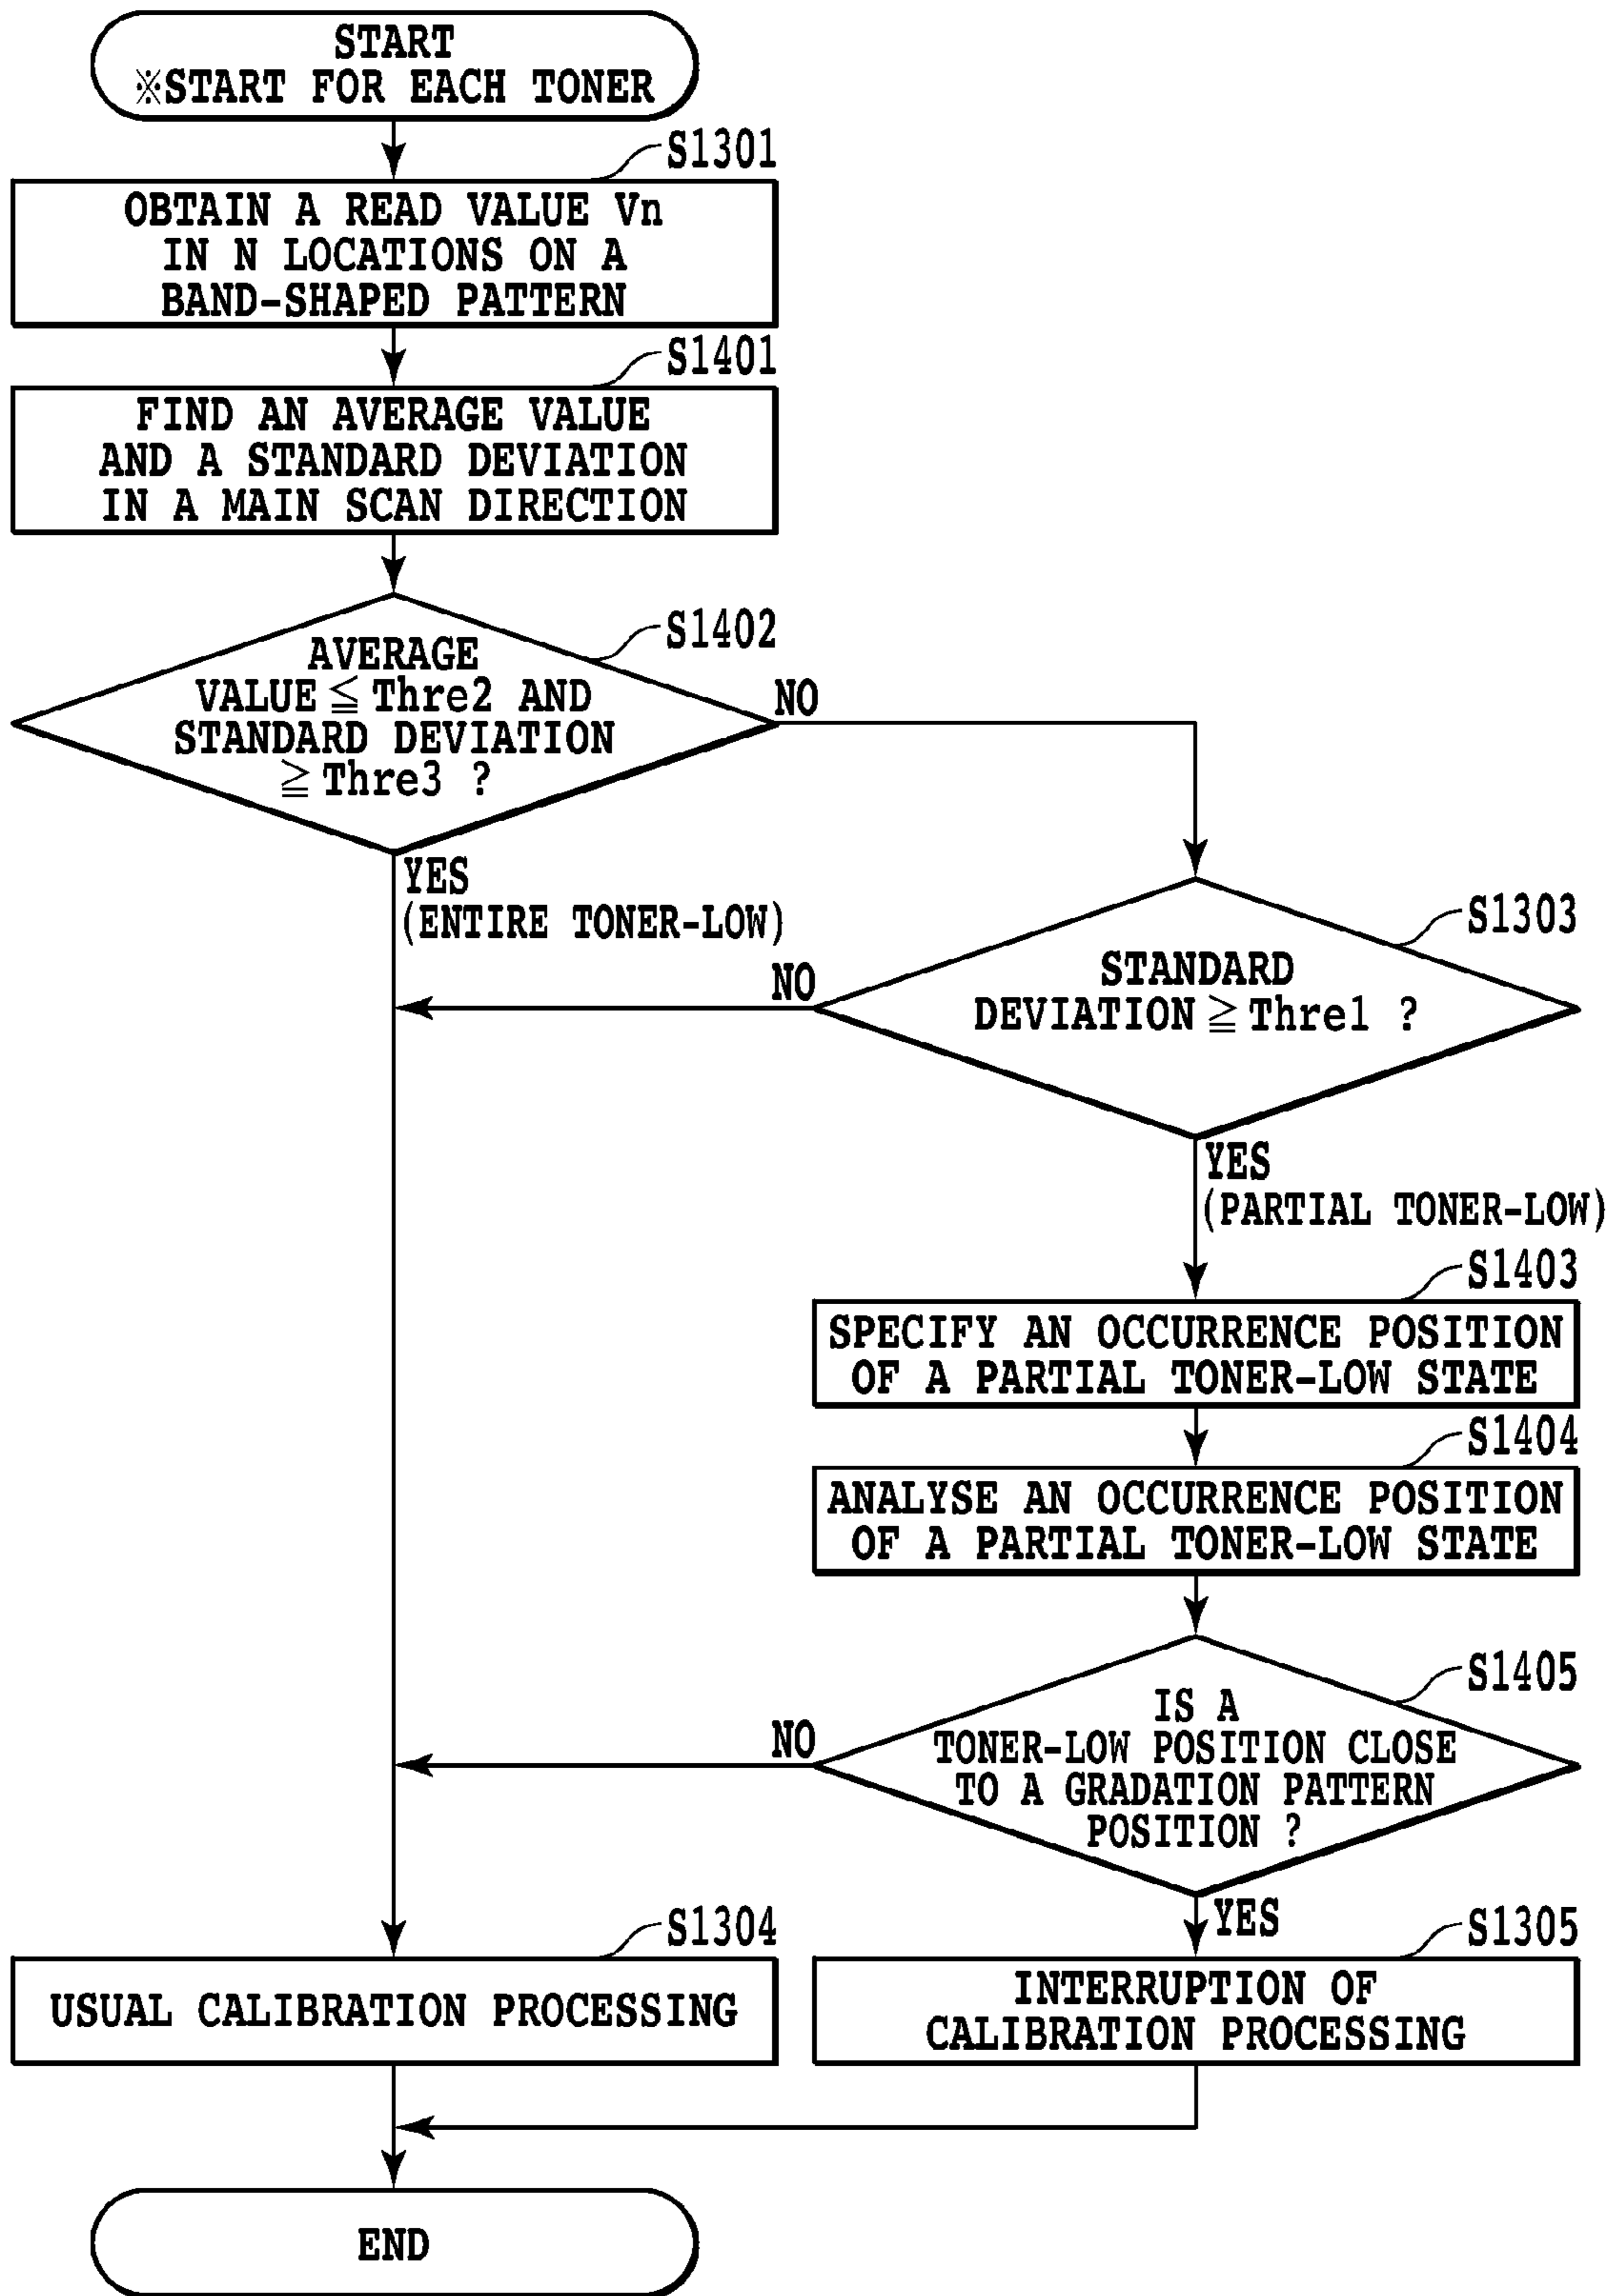 START
※START FOR EACH TONER
S1301
OBTAIN A READ VALUE Vn
IN N LOCATIONS ON A
BAND-SHAPED PATTERN
S1401
FIND AN AVERAGE VALUE
AND A STANDARD DEVIATION
IN A MAIN SCAN DIRECTION
S1402
AVERAGE
VALUE ≦ Thre2 AND
STANDARD DEVIATION
≧ Thre3 ?
NO
YES
(ENTIRE TONER-LOW)
S1303
STANDARD
DEVIATION ≧ Thre1 ?
NO
YES
(PARTIAL TONER-LOW)
S1403
SPECIFY AN OCCURRENCE POSITION
OF A PARTIAL TONER-LOW STATE
S1404
ANALYSE AN OCCURRENCE POSITION
OF A PARTIAL TONER-LOW STATE
S1405
IS A
TONER-LOW POSITION CLOSE
TO A GRADATION PATTERN
POSITION ?
NO
YES
S1304
USUAL CALIBRATION PROCESSING
S1305
INTERRUPTION OF
CALIBRATION PROCESSING
END